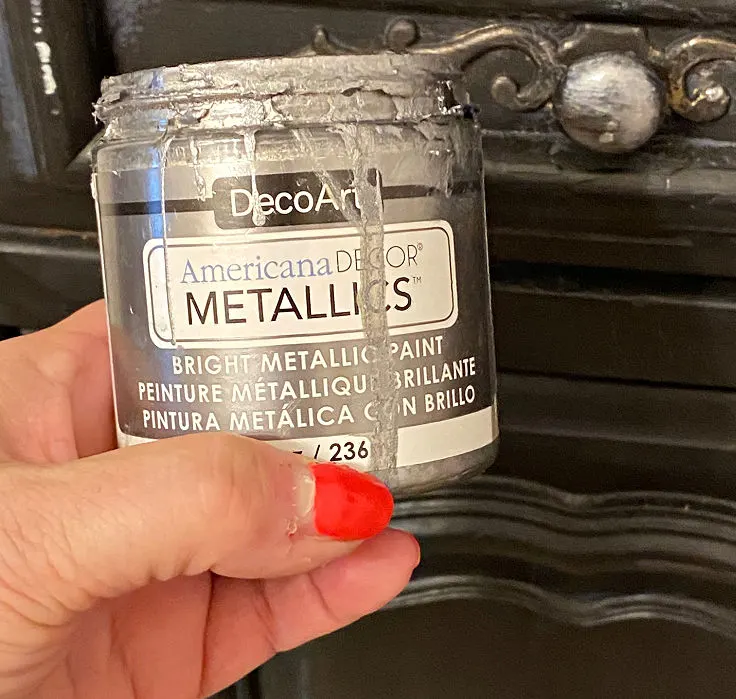 DecoArt
Americana DECOR®
METALLICS™
BRIGHT METALLIC PAINT
PEINTURE MÉTALLIQUE BRILLANTE
PINTURA METÁLICA CON BRILLO
/ 236